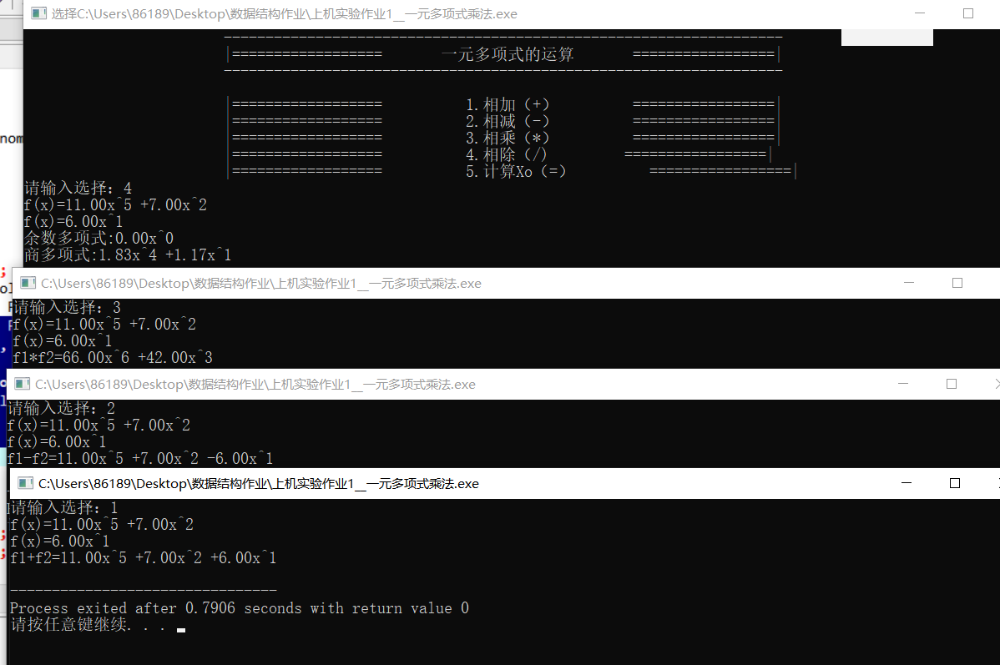 选择C:\Users\86189\Desktop\数据结构作业\上机实验作业1__一元多项式乘法.exe
--------------------------------------------------------------------
|================== 一元多项式的运算 =================|
--------------------------------------------------------------------
|================== 1.相加（+） =================|
|================== 2.相减（-） =================|
|================== 3.相乘（*） =================|
|================== 4.相除（/） =================|
|================== 5.计算Xo（=） =================|
请输入选择：4
f(x)=11.00x^5 +7.00x^2
f(x)=6.00x^1
余数多项式:0.00x^0
商多项式:1.83x^4 +1.17x^1
C:\Users\86189\Desktop\数据结构作业\上机实验作业1__一元多项式乘法.exe
请输入选择：3
f(x)=11.00x^5 +7.00x^2
f(x)=6.00x^1
f1*f2=66.00x^6 +42.00x^3
C:\Users\86189\Desktop\数据结构作业\上机实验作业1__一元多项式乘法.exe
请输入选择：2
f(x)=11.00x^5 +7.00x^2
f(x)=6.00x^1
f1-f2=11.00x^5 +7.00x^2 -6.00x^1
C:\Users\86189\Desktop\数据结构作业\上机实验作业1__一元多项式乘法.exe
请输入选择：1
f(x)=11.00x^5 +7.00x^2
f(x)=6.00x^1
f1+f2=11.00x^5 +7.00x^2 +6.00x^1
--------------------------------
Process exited after 0.7906 seconds with return value 0
请按任意键继续. . .
nom